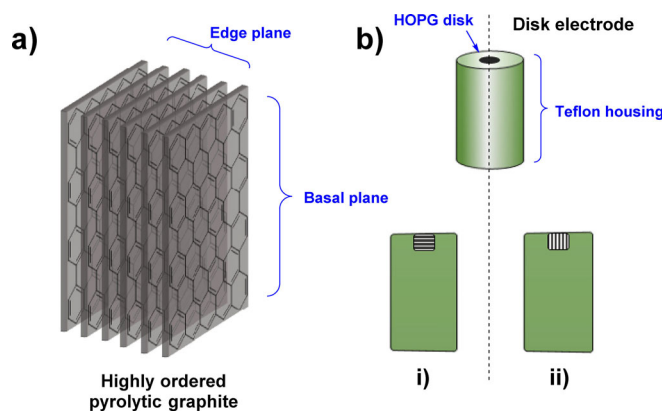 a)
Edge plane
Basal plane
Highly ordered
pyrolytic graphite
b)
Disk electrode
HOPG disk
Teflon housing
i)
ii)